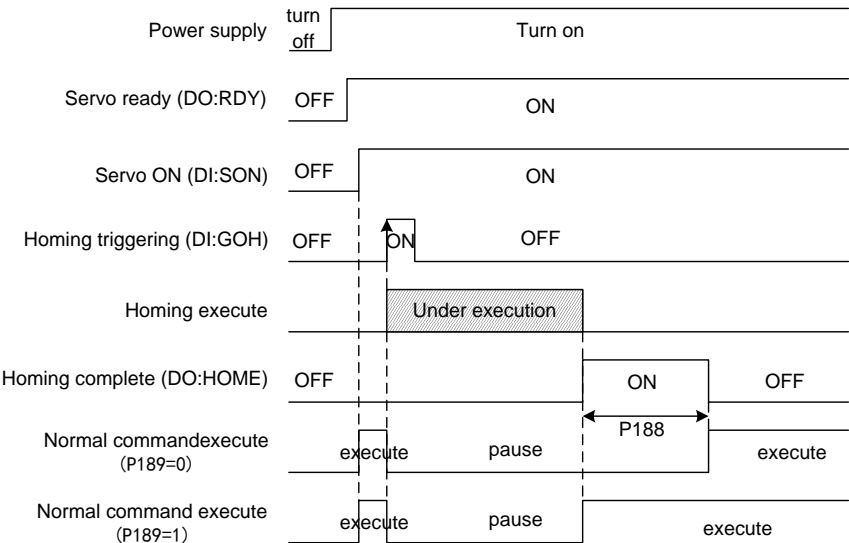 Power supply
turn
off
Turn on
Servo ready (DO:RDY)
OFF
ON
Servo ON (DI:SON)
OFF
ON
Homing triggering (DI:GOH)
OFF
ON
OFF
Homing execute
Under execution
Homing complete (DO:HOME)
OFF
ON
OFF
P188
Normal commandexecute
(P189=0)
execute
pause
execute
Normal command execute
(P189=1)
execute
pause
execute